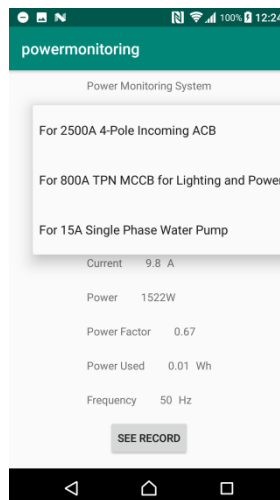 100% 12:24
powermonitoring
Power Monitoring System
For 2500A 4-Pole Incoming ACB
For 800A TPN MCCB for Lighting and Power
For 15A Single Phase Water Pump
Current 9.8 A
Power 1522W
Power Factor 0.67
Power Used 0.01 Wh
Frequency 50 Hz
SEE RECORD